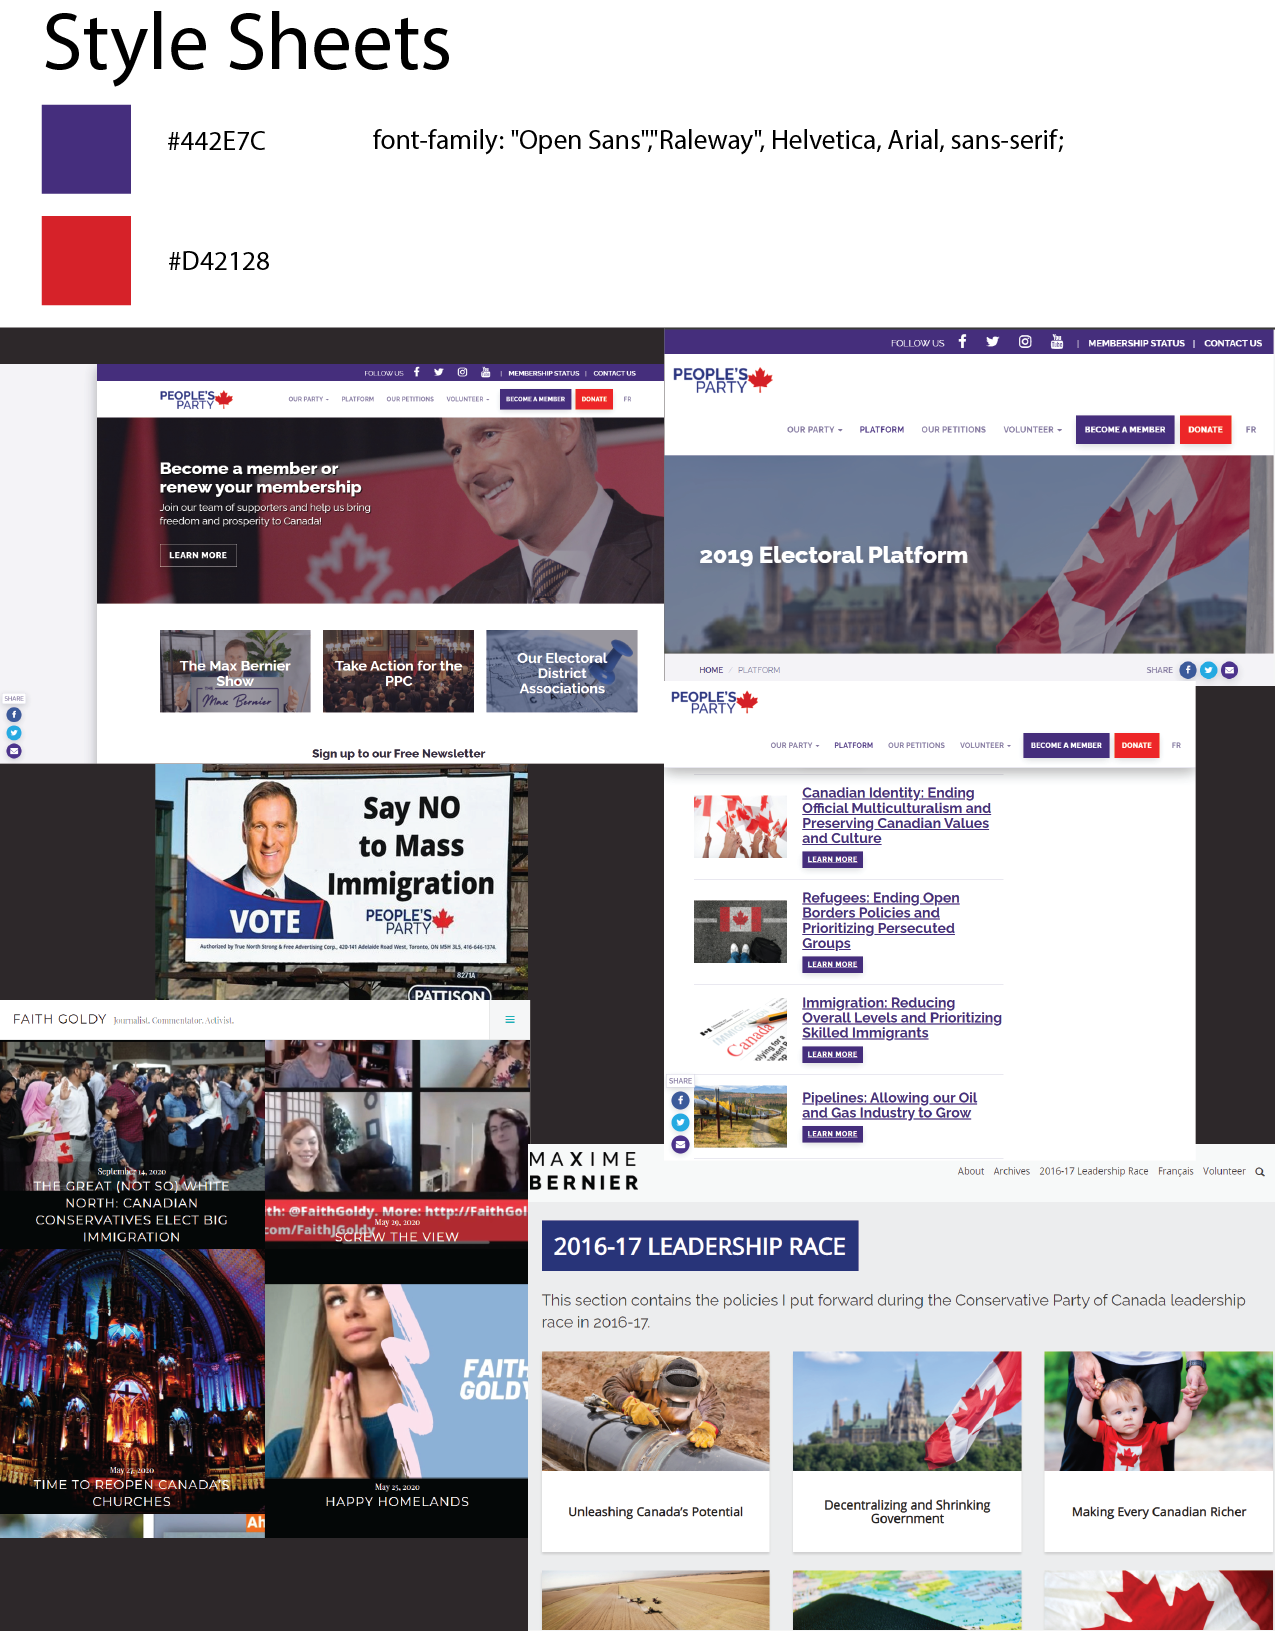 Style Sheets
#442E7C
font-family: "Open Sans""Raleway", Helvetica, Arial, sans-serif;
#D42128
FOLLOW US | MEMBERSHIP STATUS | CONTACT US
PEOPLE'S
PARTY
OUR PARTY PLATFORM OUR PETITIONS VOLUNTEER BECOME A MEMBER DONATE FR
Become a member or
renew your membership
Join our team of supporters and help us bring
freedom and prosperity to Canada!
LEARN MORE
The Max Bernier
Show
THE
Max Bernier
Take Action for the
PPC
Our Electoral
District
Associations
SHARE
Sign up to our Free Newsletter
FOLLOW US You Tube | MEMBERSHIP STATUS | CONTACT US
PEOPLE'S
PARTY
OUR PARTY PLATFORM OUR PETITIONS VOLUNTEER BECOME A MEMBER DONATE FR
2019 Electoral Platform
HOME / PLATFORM
SHARE
PEOPLE'S
PARTY
OUR PARTY PLATFORM OUR PETITIONS VOLUNTEER BECOME A MEMBER DONATE FR
Canadian Identity: Ending
Official Multiculturalism and
Preserving Canadian Values
and Culture
LEARN MORE
Refugees: Ending Open
Borders Policies and
Prioritizing Persecuted
Groups
LEARN MORE
Immigration: Reducing
Overall Levels and Prioritizing
Skilled Immigrants
LEARN MORE
Canada
SHARE
Pipelines: Allowing our Oil
and Gas Industry to Grow
LEARN MORE
Say NO
to Mass
Immigration
VOTE
PEOPLE'S
PARTY
Authorized by True North Strong & Free Advertising Corp., 420-141 Adelaide Road West, Toronto, ON M5H 3L5, 416-646-1374.
8271A
PATTISON
FAITH GOLDY Journalist. Commentator. Activist.
September 14, 2020
THE GREAT (NOT SO) WHITE
NORTH: CANADIAN
CONSERVATIVES ELECT BIG
IMMIGRATION
th: @FaithGoldy. More: http://FaithGol
com/FaithJGoldy
May 29, 2020
SCREW THE VIEW
May 27, 2020
TIME TO REOPEN CANADA'S
CHURCHES
FAITH
GOLDY
May 25, 2020
HAPPY HOMELANDS
Ah
MAXIME
BERNIER
About Archives 2016-17 Leadership Race Français Volunteer
2016-17 LEADERSHIP RACE
This section contains the policies I put forward during the Conservative Party of Canada leadership
race in 2016-17.
Unleashing Canada's Potential
Decentralizing and Shrinking
Government
Making Every Canadian Richer